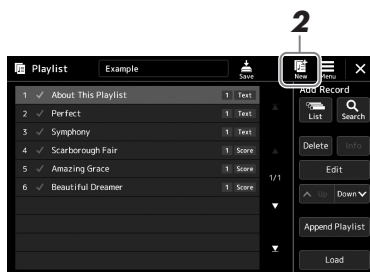 2
Playlist Example Save New Menu
Add Record
1 About This Playlist 1 Text
List Search
2 Perfect 1 Text
3 Symphony 1 Text
Delete Info
4 Scarborough Fair 1 Score
5 Amazing Grace 1 Score
1/1
Edit
6 Beautiful Dreamer 1 Score
Up Down
Append Playlist
Load